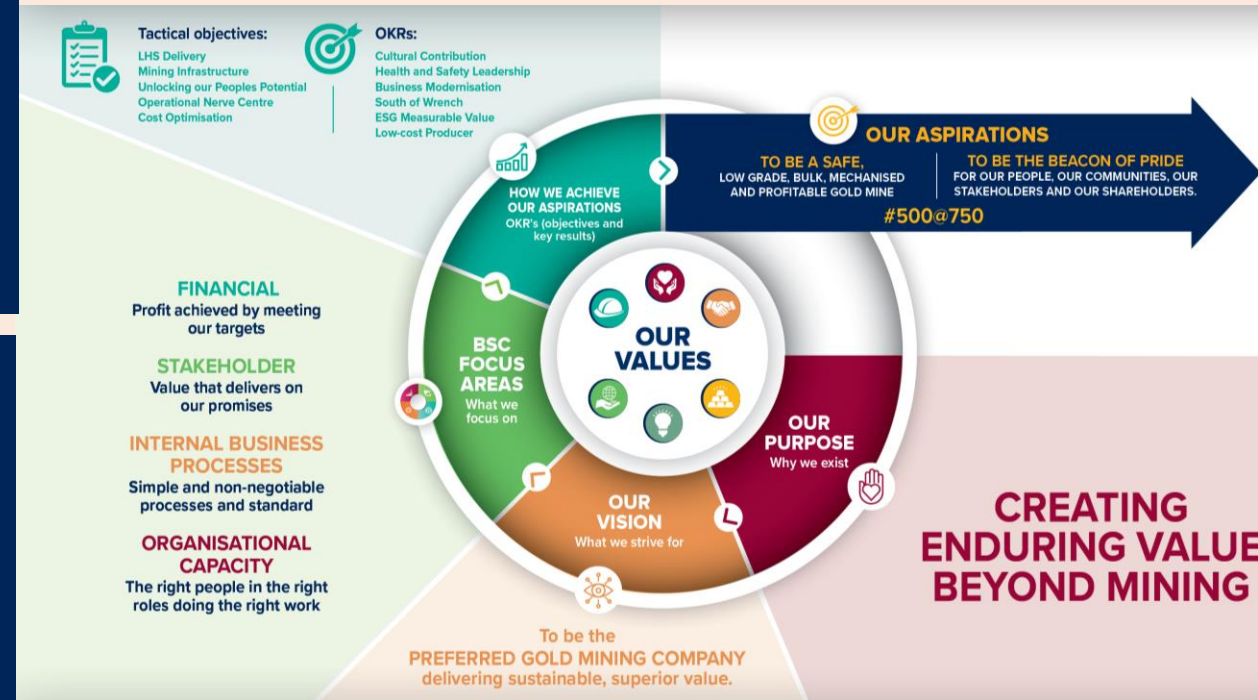 Tactical objectives:
LHS Delivery
Mining Infrastructure
Unlocking our Peoples Potential
Operational Nerve Centre
Cost Optimisation
OKRs:
Cultural Contribution
Health and Safety Leadership
Business Modernisation
South of Wrench
ESG Measurable Value
Low-cost Producer
HOW WE ACHIEVE
OUR ASPIRATIONS
OKR's (objectives and
key results)
OUR ASPIRATIONS
TO BE A SAFE,
LOW GRADE, BULK, MECHANISED
AND PROFITABLE GOLD MINE
TO BE THE BEACON OF PRIDE
FOR OUR PEOPLE, OUR COMMUNITIES, OUR
STAKEHOLDERS AND OUR SHAREHOLDERS.
#500@750
FINANCIAL
Profit achieved by meeting
our targets
STAKEHOLDER
Value that delivers on
our promises
INTERNAL BUSINESS
PROCESSES
Simple and non-negotiable
processes and standard
ORGANISATIONAL
CAPACITY
The right people in the right
roles doing the right work
BSC
FOCUS
AREAS
What we
focus on
OUR
VALUES
OUR
PURPOSE
Why we exist
OUR
VISION
What we strive for
CREATING
ENDURING VALUE
BEYOND MINING
To be the
PREFERRED GOLD MINING COMPANY
delivering sustainable, superior value.